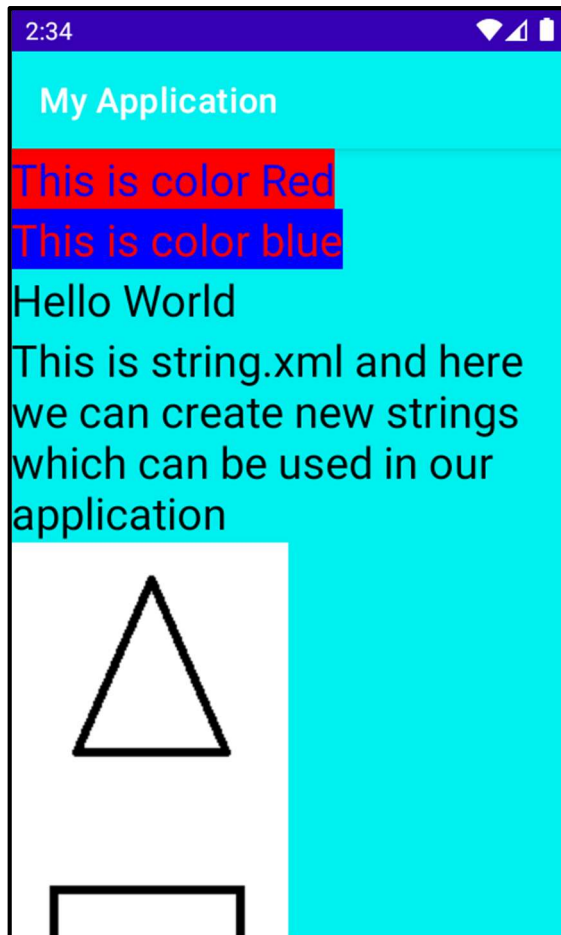 2:34
My Application
This is color Red
This is color blue
Hello World
This is string.xml and here
we can create new strings
which can be used in our
application